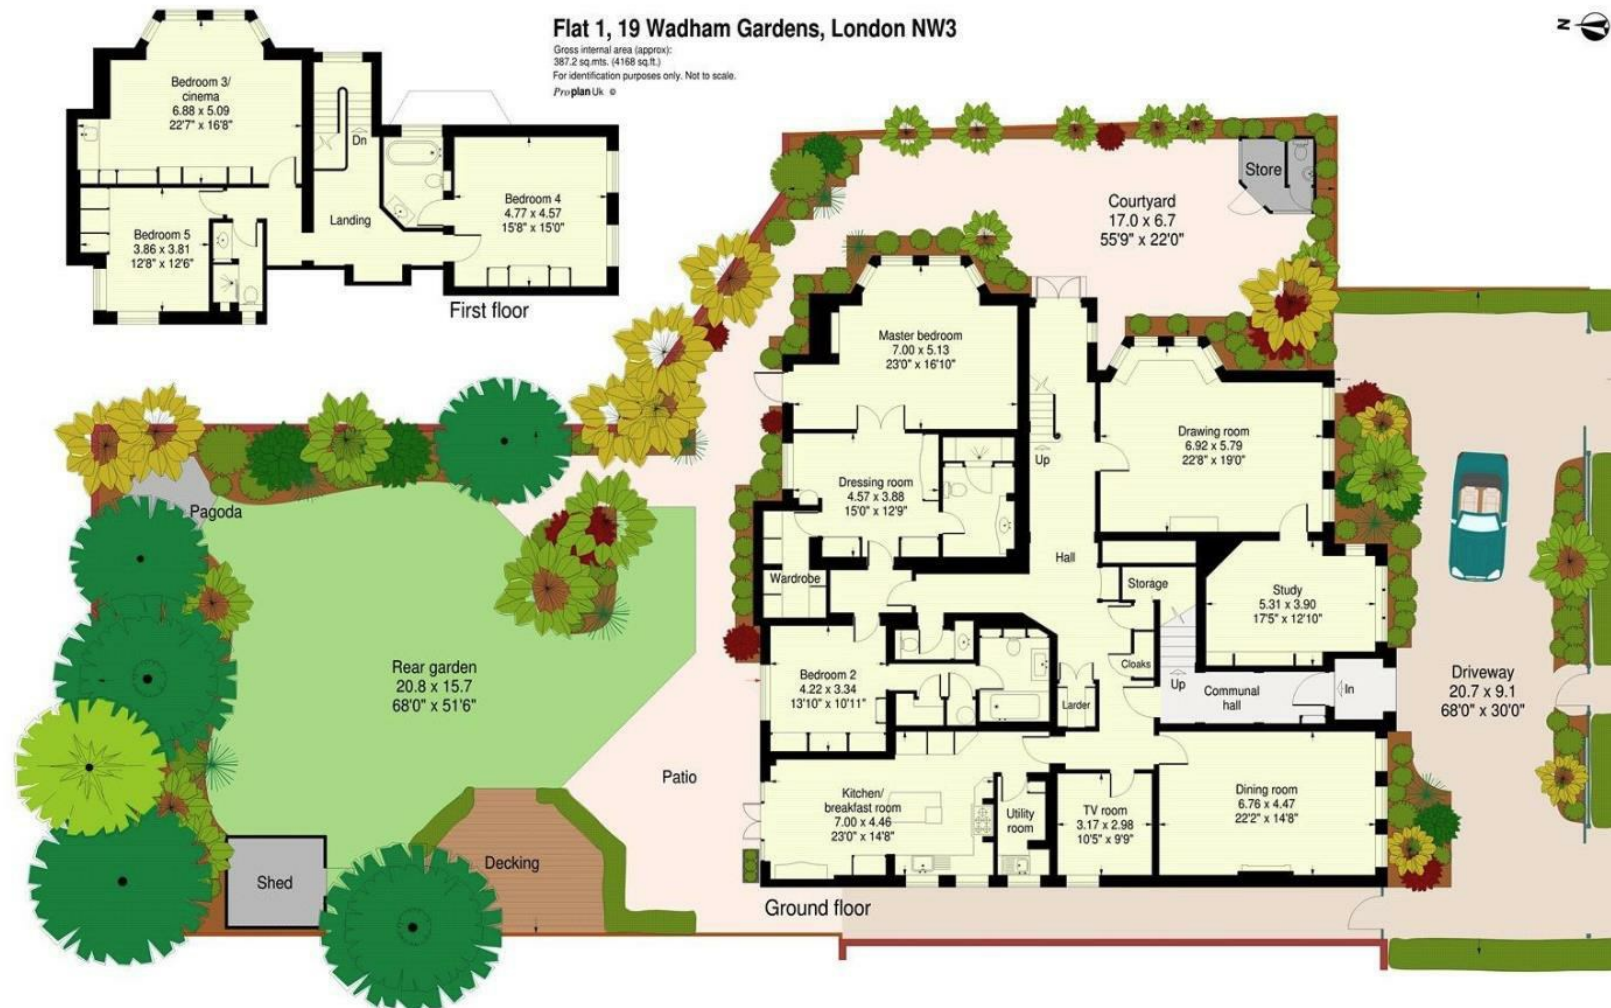 Flat 1, 19 Wadham Gardens, London NW3
Gross internal area (approx):
387.2 sq.mts. (4168 sq.ft.)
For identification purposes only. Not to scale.
Proplan Uk ©
N
Bedroom 3/
cinema
6.88 x 5.09
22'7" x 16'8"
Dn
Landing
Bedroom 4
4.77 x 4.57
15'8" x 15'0"
Bedroom 5
3.86 x 3.81
12'8" x 12'6"
First floor
Store
Courtyard
17.0 x 6.7
55'9" x 22'0"
Master bedroom
7.00 x 5.13
23'0" x 16'10"
Drawing room
6.92 x 5.79
22'8" x 19'0"
Up
Dressing room
4.57 x 3.88
15'0" x 12'9"
Pagoda
Hall
Wardrobe
Storage
Study
5.31 x 3.90
17'5" x 12'10"
Rear garden
20.8 x 15.7
68'0" x 51'6"
Bedroom 2
4.22 x 3.34
13'10" x 10'11"
Cloaks
Up
Communal
hall
In
Larder
Driveway
20.7 x 9.1
68'0" x 30'0"
Patio
Kitchen/
breakfast room
7.00 x 4.46
23'0" x 14'8"
Utility
room
TV room
3.17 x 2.98
10'5" x 9'9"
Dining room
6.76 x 4.47
22'2" x 14'8"
Decking
Shed
Ground floor